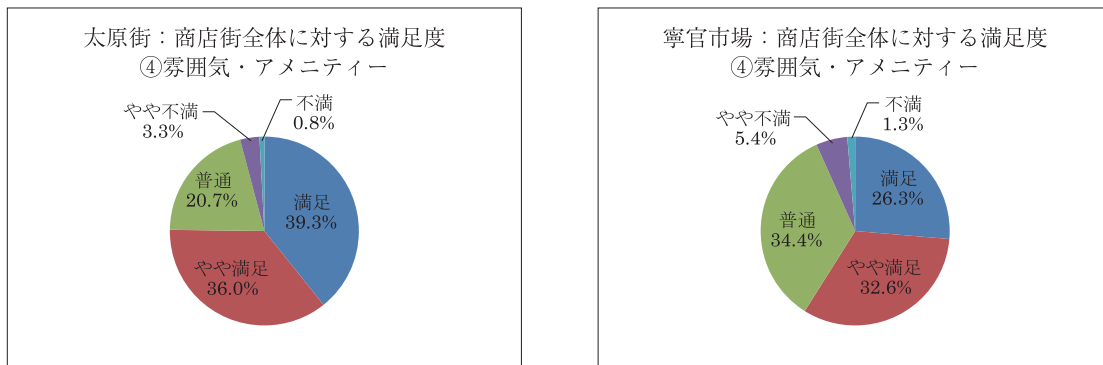 太原街：商店街全体に対する満足度
④雰囲気・アメニティー
不満
0.8%
やや不満
3.3%
普通
20.7%
満足
39.3%
やや満足
36.0%
寧官市場：商店街全体に対する満足度
④雰囲気・アメニティー
不満
1.3%
やや不満
5.4%
満足
26.3%
普通
34.4%
やや満足
32.6%